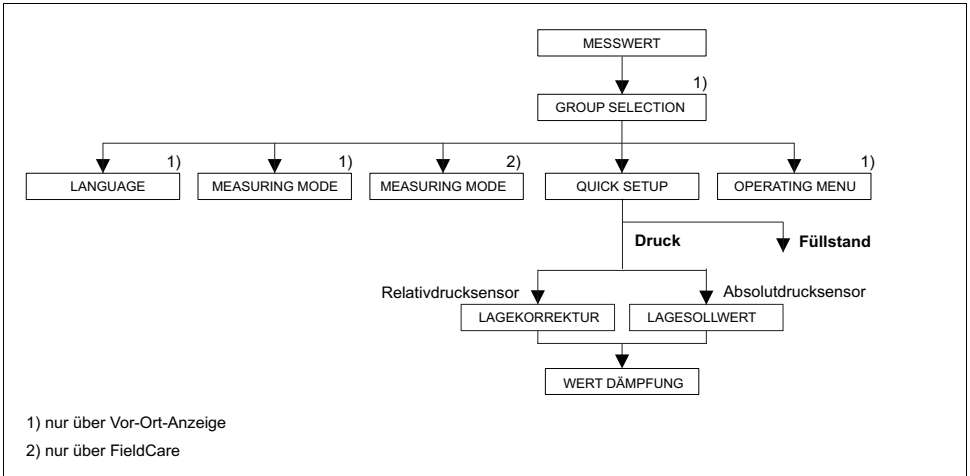 MESSWERT
1)
GROUP SELECTION
1)
1)
2)
1)
LANGUAGE
MEASURING MODE
MEASURING MODE
QUICK SETUP
OPERATING MENU
Druck
Füllstand
Relativdrucksensor
Absolutdrucksensor
LAGEKORREKTUR
LAGESOLLWERT
WERT DÄMPFUNG
1) nur über Vor-Ort-Anzeige
2) nur über FieldCare